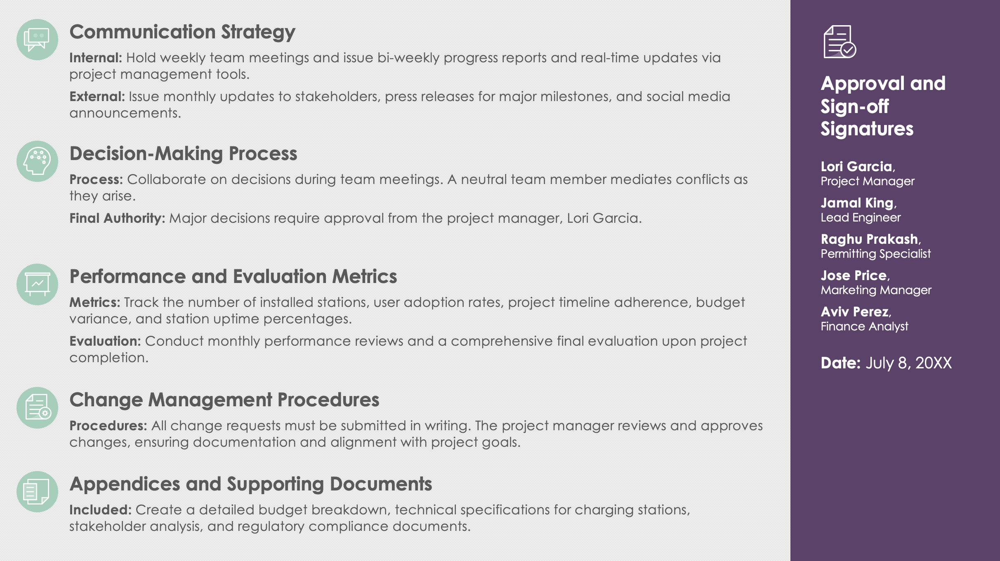 Communication Strategy
Internal: Hold weekly team meetings and issue bi-weekly progress reports and real-time updates via
project management tools.
External: Issue monthly updates to stakeholders, press releases for major milestones, and social media
announcements.
Decision-Making Process
Process: Collaborate on decisions during team meetings. A neutral team member mediates conflicts as
they arise.
Final Authority: Major decisions require approval from the project manager, Lori Garcia.
Performance and Evaluation Metrics
Metrics: Track the number of installed stations, user adoption rates, project timeline adherence, budget
variance, and station uptime percentages.
Evaluation: Conduct monthly performance reviews and a comprehensive final evaluation upon project
completion.
Change Management Procedures
Procedures: All change requests must be submitted in writing. The project manager reviews and approves
changes, ensuring documentation and alignment with project goals.
Appendices and Supporting Documents
Included: Create a detailed budget breakdown, technical specifications for charging stations,
stakeholder analysis, and regulatory compliance documents.
Approval and
Sign-off
Signatures
Lori Garcia,
Project Manager
Jamal King,
Lead Engineer
Raghu Prakash,
Permitting Specialist
Jose Price,
Marketing Manager
Aviv Perez,
Finance Analyst
Date: July 8, 20XX